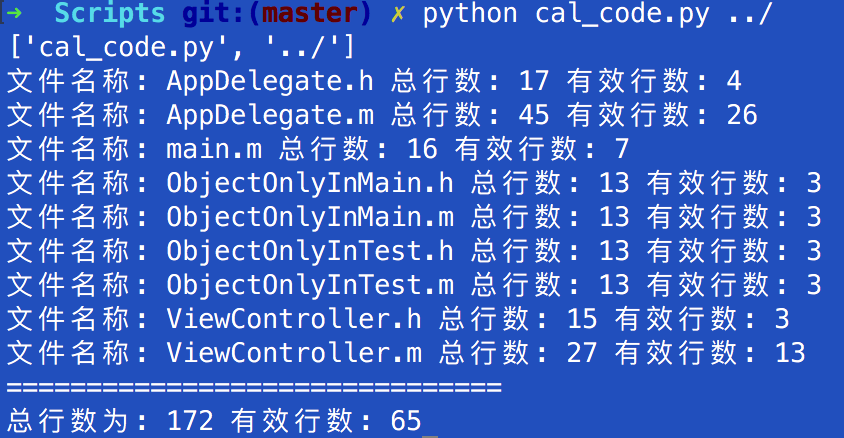 → Scripts git:(master) ✗ python cal_code.py ../
['cal_code.py', '../']
文件名称: AppDelegate.h 总行数: 17 有效行数: 4
文件名称: AppDelegate.m 总行数: 45 有效行数: 26
文件名称: main.m 总行数: 16 有效行数: 7
文件名称: ObjectOnlyInMain.h 总行数: 13 有效行数: 3
文件名称: ObjectOnlyInMain.m 总行数: 13 有效行数: 3
文件名称: ObjectOnlyInTest.h 总行数: 13 有效行数: 3
文件名称: ObjectOnlyInTest.m 总行数: 13 有效行数: 3
文件名称: ViewController.h 总行数: 15 有效行数: 3
文件名称: ViewController.m 总行数: 27 有效行数: 13
===============================
总行数为: 172 有效行数: 65